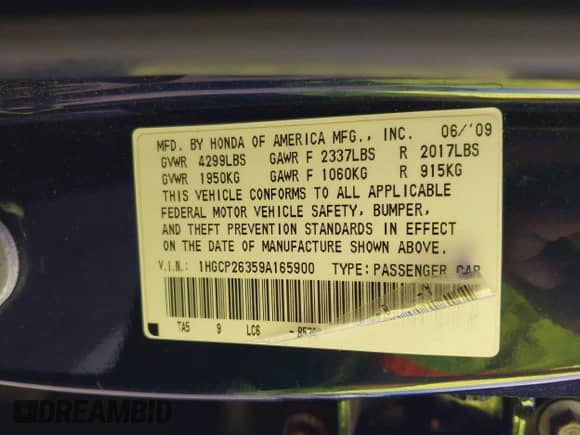 MFD. BY HONDA OF AMERICA MFG., INC. 06/'09
GVWR 4299LBS GAWR F 2337LBS R 2017LBS
GVWR 1950KG GAWR F 1060KG R 915KG
THIS VEHICLE CONFORMS TO ALL APPLICABLE
FEDERAL MOTOR VEHICLE SAFETY, BUMPER,
AND THEFT PREVENTION STANDARDS IN EFFECT
ON THE DATE OF MANUFACTURE SHOWN ABOVE.
V.I.N.: 1HGCP26359A165900 TYPE: PASSENGER CAR
TA5 9 LC6
DREAMBID